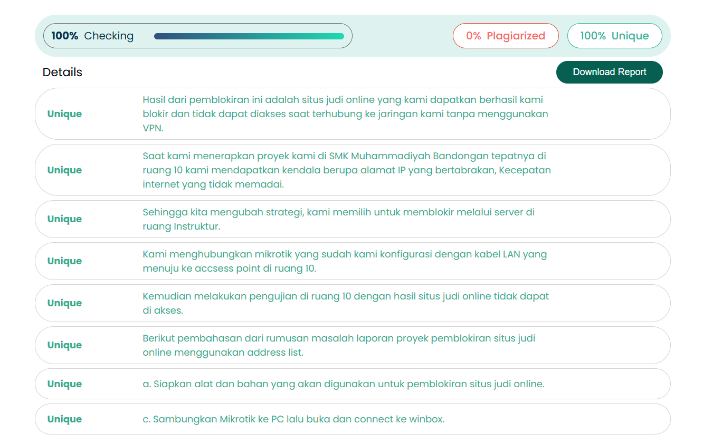 100% Checking
0% Plagiarized
100% Unique
Details
Download Report
Unique
Hasil dari pemblokiran ini adalah situs judi online yang kami dapatkan berhasil kami
blokir dan tidak dapat diakses saat terhubung ke jaringan kami tanpa menggunakan
VPN.
Unique
Saat kami menerapkan proyek kami di SMK Muhammadiyah Bandongan tepatnya di
ruang 10 kami mendapatkan kendala berupa alamat IP yang bertabrakan, Kecepatan
internet yang tidak memadai.
Unique
Sehingga kita mengubah strategi, kami memilih untuk memblokir melalui server di
ruang Instruktur.
Unique
Kami menghubungkan mikrotik yang sudah kami konfigurasi dengan kabel LAN yang
menuju ke accsess point di ruang 10.
Unique
Kemudian melakukan pengujian di ruang 10 dengan hasil situs judi online tidak dapat
di akses.
Unique
Berikut pembahasan dari rumusan masalah laporan proyek pemblokiran situs judi
online menggunakan address list.
Unique
a. Siapkan alat dan bahan yang akan digunakan untuk pemblokiran situs judi online.
Unique
c. Sambungkan Mikrotik ke PC lalu buka dan connect ke winbox.